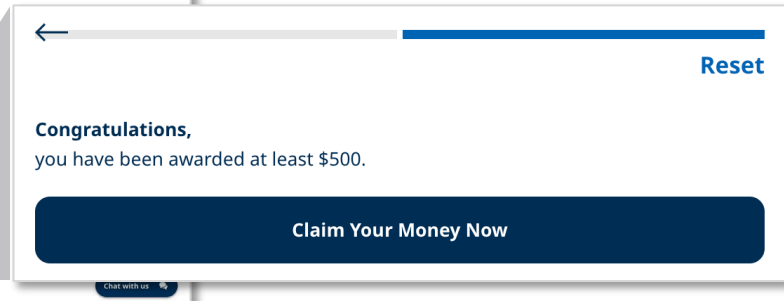 Reset
Congratulations,
you have been awarded at least $500.
Claim Your Money Now
Chat with us